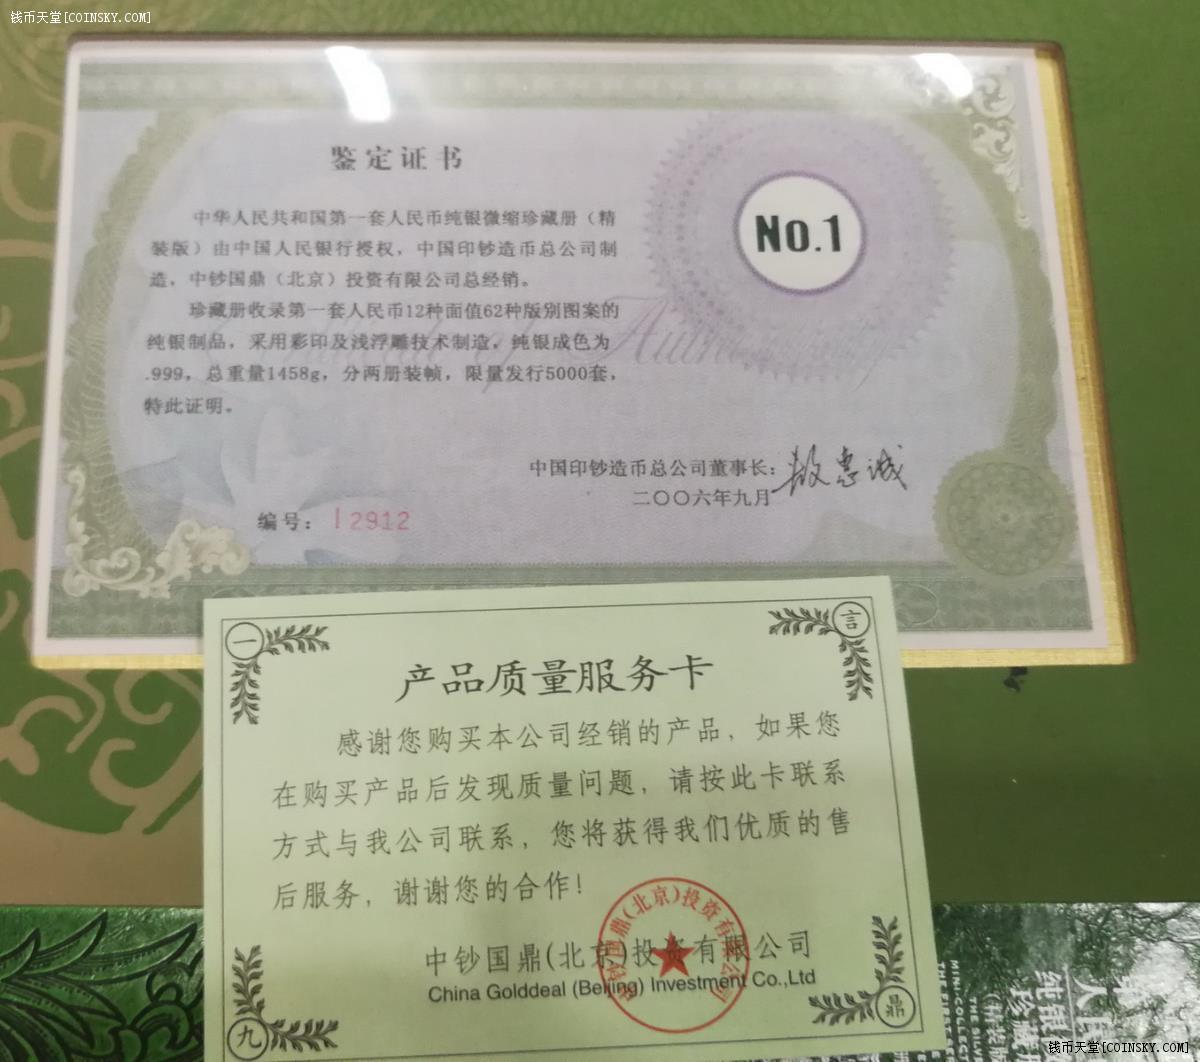 钱币天堂[COINSKY.COM]
鉴定证书
No.1
中华人民共和国第一套人民币纯银微缩珍藏册（精
装版）由中国人民银行授权，中国印钞造币总公司制
造，中钞国鼎（北京）投资有限公司总经销。
珍藏册收录第一套人民币12种面值62种版别图案的
纯银制品，采用彩印及浅浮雕技术制造，纯银成色为
.999，总重量1458g，分两册装帧，限量发行5000套，
特此证明。
中国印钞造币总公司董事长：
二〇〇六年九月
编号：12912
一 言
产品质量服务卡
感谢您购买本公司经销的产品，如果您
在购买产品后发现质量问题，请按此卡联系
方式与我公司联系，您将获得我们优质的售
后服务，谢谢您的合作！
中钞国鼎(北京)投资有限公司
China Golddeal (Beijing) Investment Co.,Ltd
九 鼎
钱币天堂[COINSKY.COM]